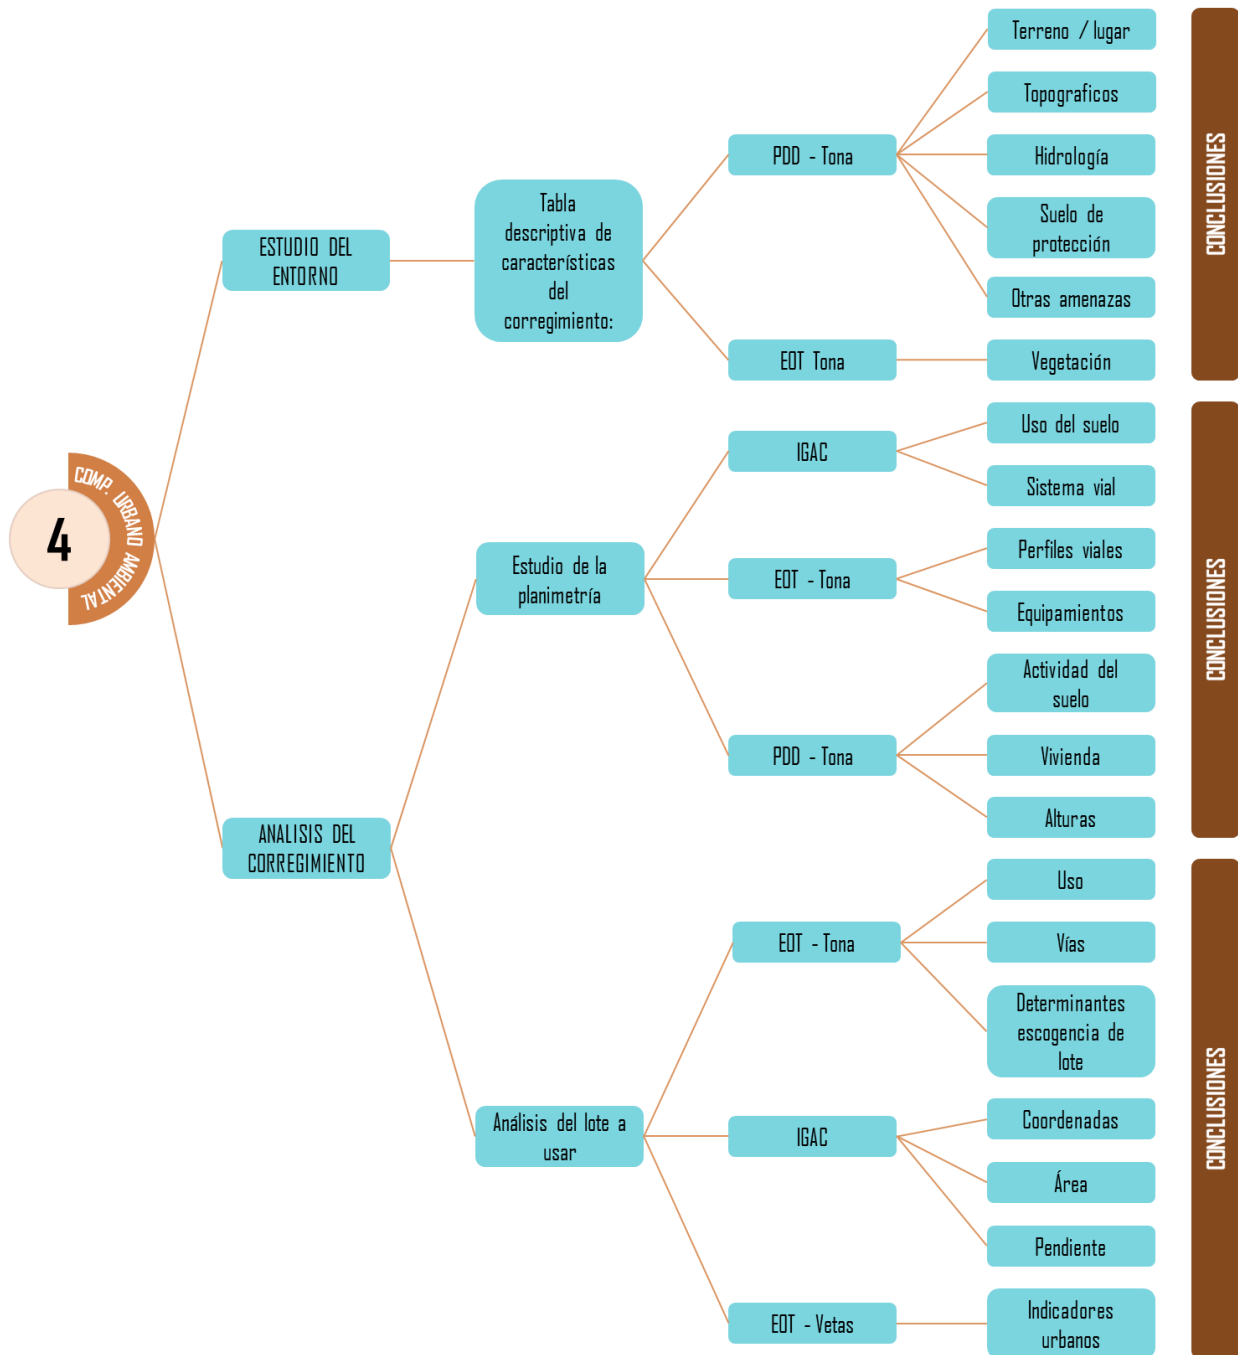 4
COMP. URBANO AMBIENTAL
ESTUDIO DEL
ENTORNO
Tabla
descriptiva de
características
del
corregimiento:
PDD - Tona
Terreno / lugar
Topograficos
Hidrología
Suelo de
protección
Otras amenazas
EOT Tona
Vegetación
CONCLUSIONES
ANALISIS DEL
CORREGIMIENTO
Estudio de la
planimetría
IGAC
Uso del suelo
Sistema vial
EOT - Tona
Perfiles viales
Equipamientos
PDD - Tona
Actividad del
suelo
Vivienda
Alturas
CONCLUSIONES
Análisis del lote a
usar
EOT - Tona
Uso
Vías
Determinantes
escogencia de
lote
IGAC
Coordenadas
Área
Pendiente
EOT - Vetas
Indicadores
urbanos
CONCLUSIONES